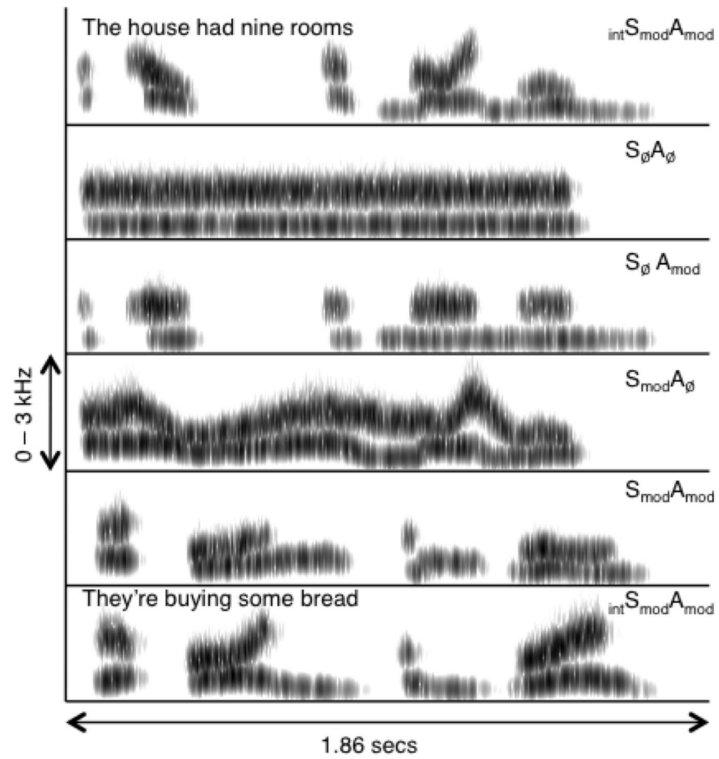 The house had nine rooms
intSmodAmod
SøAø
Sø Amod
SmodAø
0 – 3 kHz
SmodAmod
They're buying some bread
intSmodAmod
1.86 secs